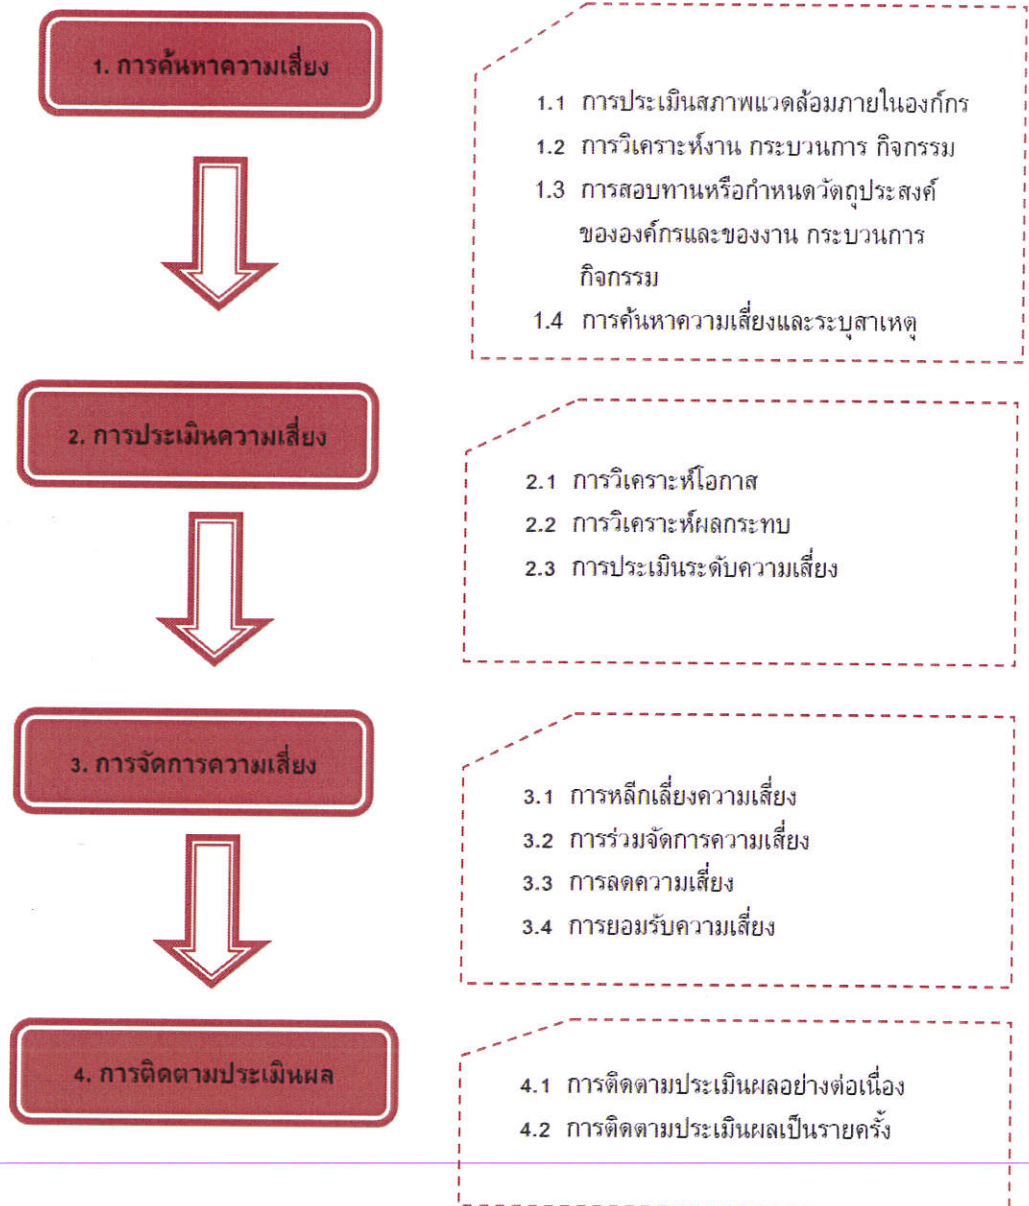 1. การค้นหาความเสี่ยง
1.1 การประเมินสภาพแวดล้อมภายในองค์กร
1.2 การวิเคราะห์งาน กระบวนการ กิจกรรม
1.3 การสอบทานหรือกำหนดวัตถุประสงค์
ขององค์กรและของงาน กระบวนการ
กิจกรรม
1.4 การค้นหาความเสี่ยงและระบุสาเหตุ
2. การประเมินความเสี่ยง
2.1 การวิเคราะห์โอกาส
2.2 การวิเคราะห์ผลกระทบ
2.3 การประเมินระดับความเสี่ยง
3. การจัดการความเสี่ยง
3.1 การหลีกเลี่ยงความเสี่ยง
3.2 การร่วมจัดการความเสี่ยง
3.3 การลดความเสี่ยง
3.4 การยอมรับความเสี่ยง
4. การติดตามประเมินผล
4.1 การติดตามประเมินผลอย่างต่อเนื่อง
4.2 การติดตามประเมินผลเป็นรายครั้ง